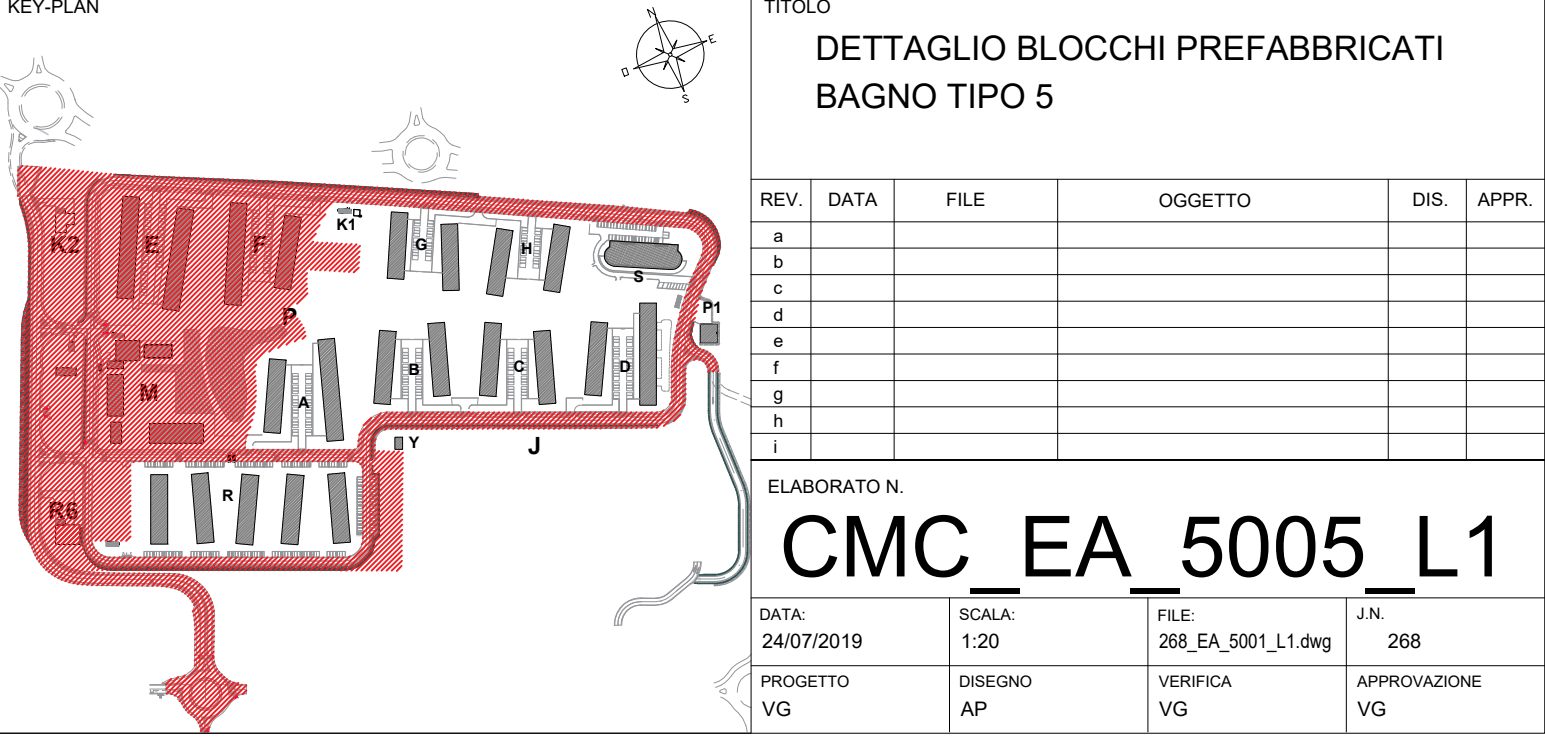 KEY-PLAN
N
E
O
S
K2
E
F
K1
G
H
S
P
P1
M
A
B
C
D
Y
J
R
R6
TITOLO
DETTAGLIO BLOCCHI PREFABBRICATI
BAGNO TIPO 5
REV. DATA FILE OGGETTO DIS. APPR.
a
b
c
d
e
f
g
h
i
ELABORATO N.
CMC_EA_5005_L1
DATA: SCALA: FILE: J.N.
24/07/2019 1:20 268_EA_5001_L1.dwg 268
PROGETTO DISEGNO VERIFICA APPROVAZIONE
VG AP VG VG